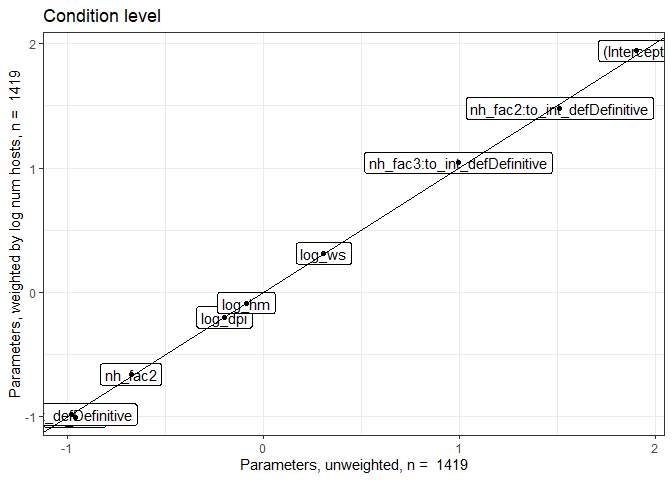 Condition level
Parameters, weighted by log num hosts, n = 1419
2
1
0
-1
(Intercept
nh_fac2:to_int_defDefinitive
nh_fac3:to_int_defDefinitive
log_ws
log_hm
log_dpi
nh_fac2
_defDefinitive
-1
0
1
2
Parameters, unweighted, n = 1419